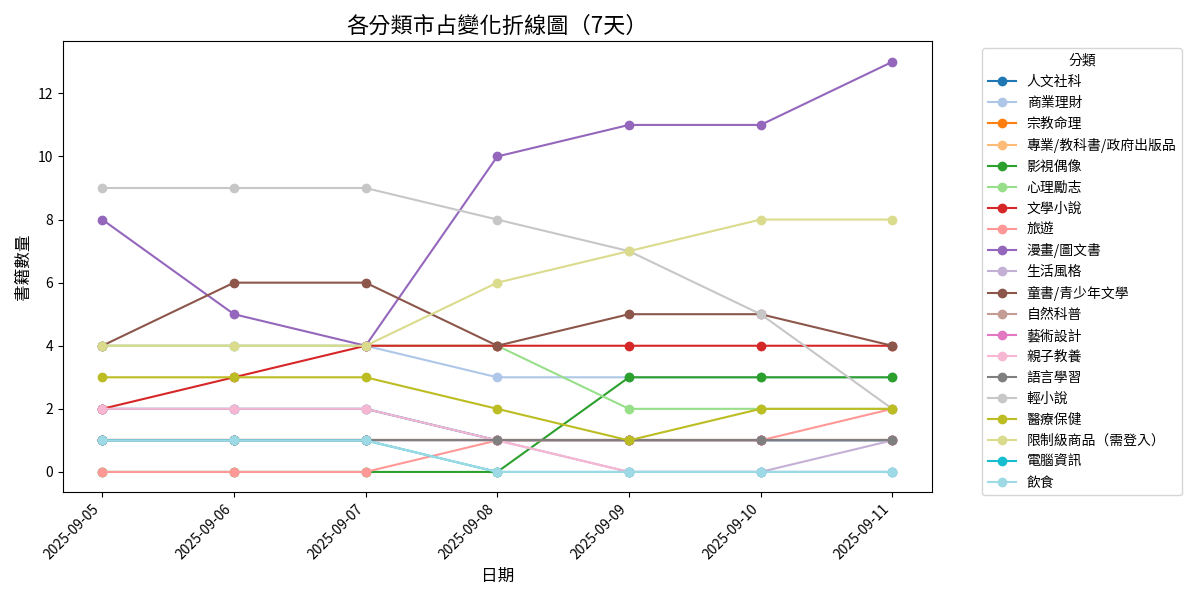 各分類市占變化折線圖（7天）
書籍數量
12
10
8
6
4
2
0
2025-09-05
2025-09-06
2025-09-07
2025-09-08
2025-09-09
2025-09-10
2025-09-11
日期
分類
人文社科
商業理財
宗教命理
專業/教科書/政府出版品
影視偶像
心理勵志
文學小說
旅遊
漫畫/圖文書
生活風格
童書/青少年文學
自然科普
藝術設計
親子教養
語言學習
輕小說
醫療保健
限制級商品（需登入）
電腦資訊
飲食